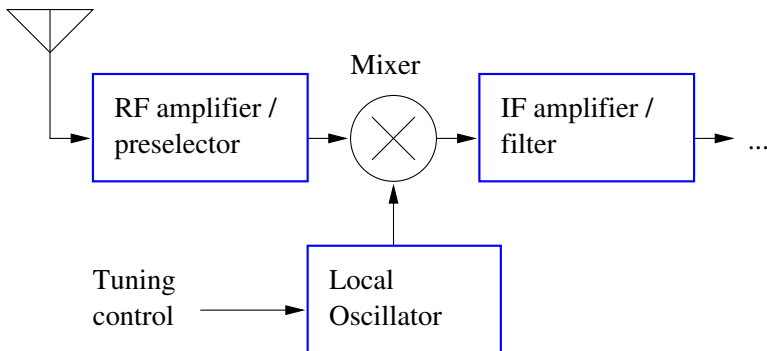 Mixer
RF amplifier /
preselector
IF amplifier /
filter
...
Tuning
control
Local
Oscillator